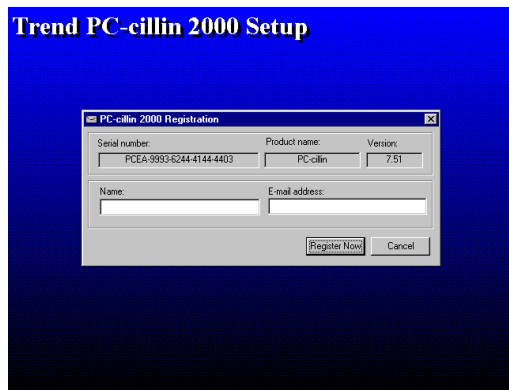 Trend PC-cillin 2000 Setup
PC-cillin 2000 Registration
Serial number: Product name: Version:
PCEA-9993-6244-4144-4403 PC-cillin 7.51
Name: E-mail address:
Register Now Cancel